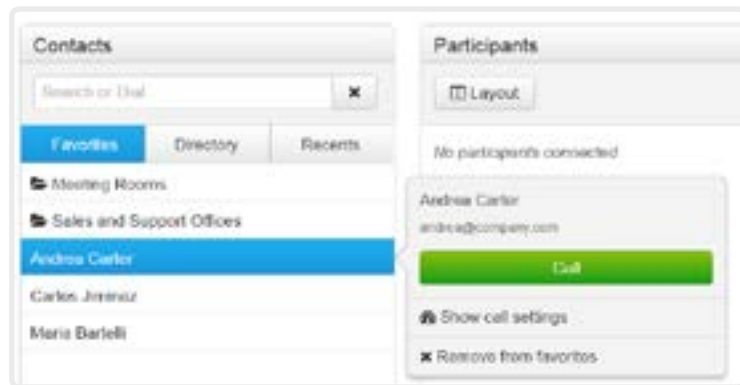 Contacts
Search or Dial
Favorites Directory Recents
Meeting Rooms
Sales and Support Offices
Andrea Carter
Carlos Jiminez
Maria Bartelli
Participants
Layout
No participants connected
Andrea Carter
andrea@company.com
Call
Show call settings
Remove from favorites